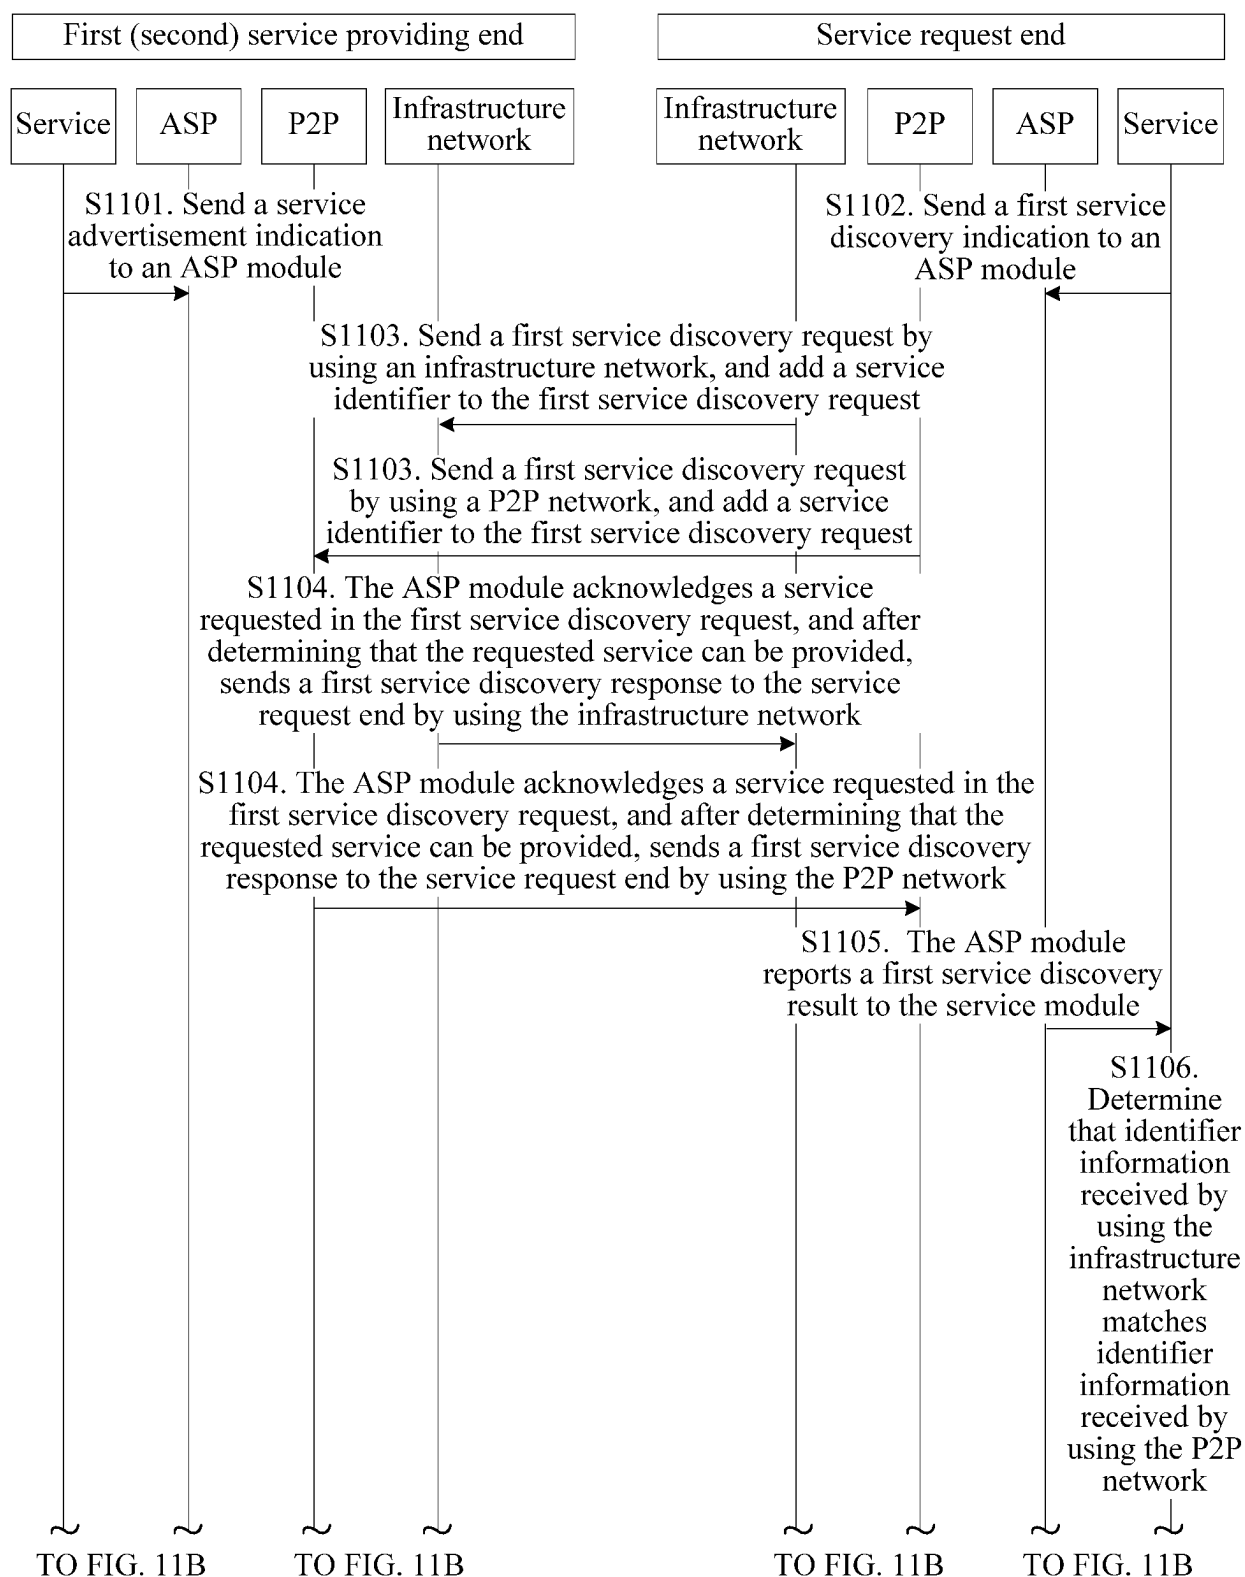 First (second) service providing end
Service request end
Service
ASP
P2P
Infrastructure
network
Infrastructure
network
P2P
ASP
Service
S1101. Send a service
advertisement indication
to an ASP module
S1102. Send a first service
discovery indication to an
ASP module
S1103. Send a first service discovery request by
using an infrastructure network, and add a service
identifier to the first service discovery request
S1103. Send a first service discovery request
by using a P2P network, and add a service
identifier to the first service discovery request
S1104. The ASP module acknowledges a service
requested in the first service discovery request, and after
determining that the requested service can be provided,
sends a first service discovery response to the service
request end by using the infrastructure network
S1104. The ASP module acknowledges a service requested in the
first service discovery request, and after determining that the
requested service can be provided, sends a first service discovery
response to the service request end by using the P2P network
S1105. The ASP module
reports a first service discovery
result to the service module
S1106.
Determine
that identifier
information
received by
using the
infrastructure
network
matches
identifier
information
received by
using the P2P
network
TO FIG. 11B
TO FIG. 11B
TO FIG. 11B
TO FIG. 11B